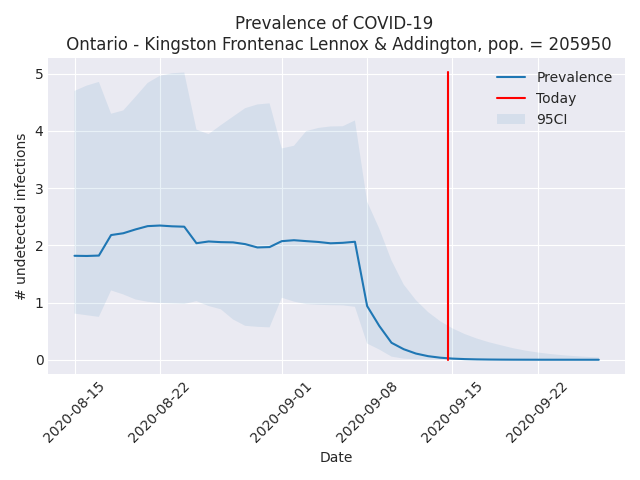 Prevalence of COVID-19
Ontario - Kingston Frontenac Lennox & Addington, pop. = 205950
Prevalence
Today
95CI
# undetected infections
5
4
3
2
1
0
2020-08-15
2020-08-22
2020-09-01
2020-09-08
2020-09-15
2020-09-22
Date